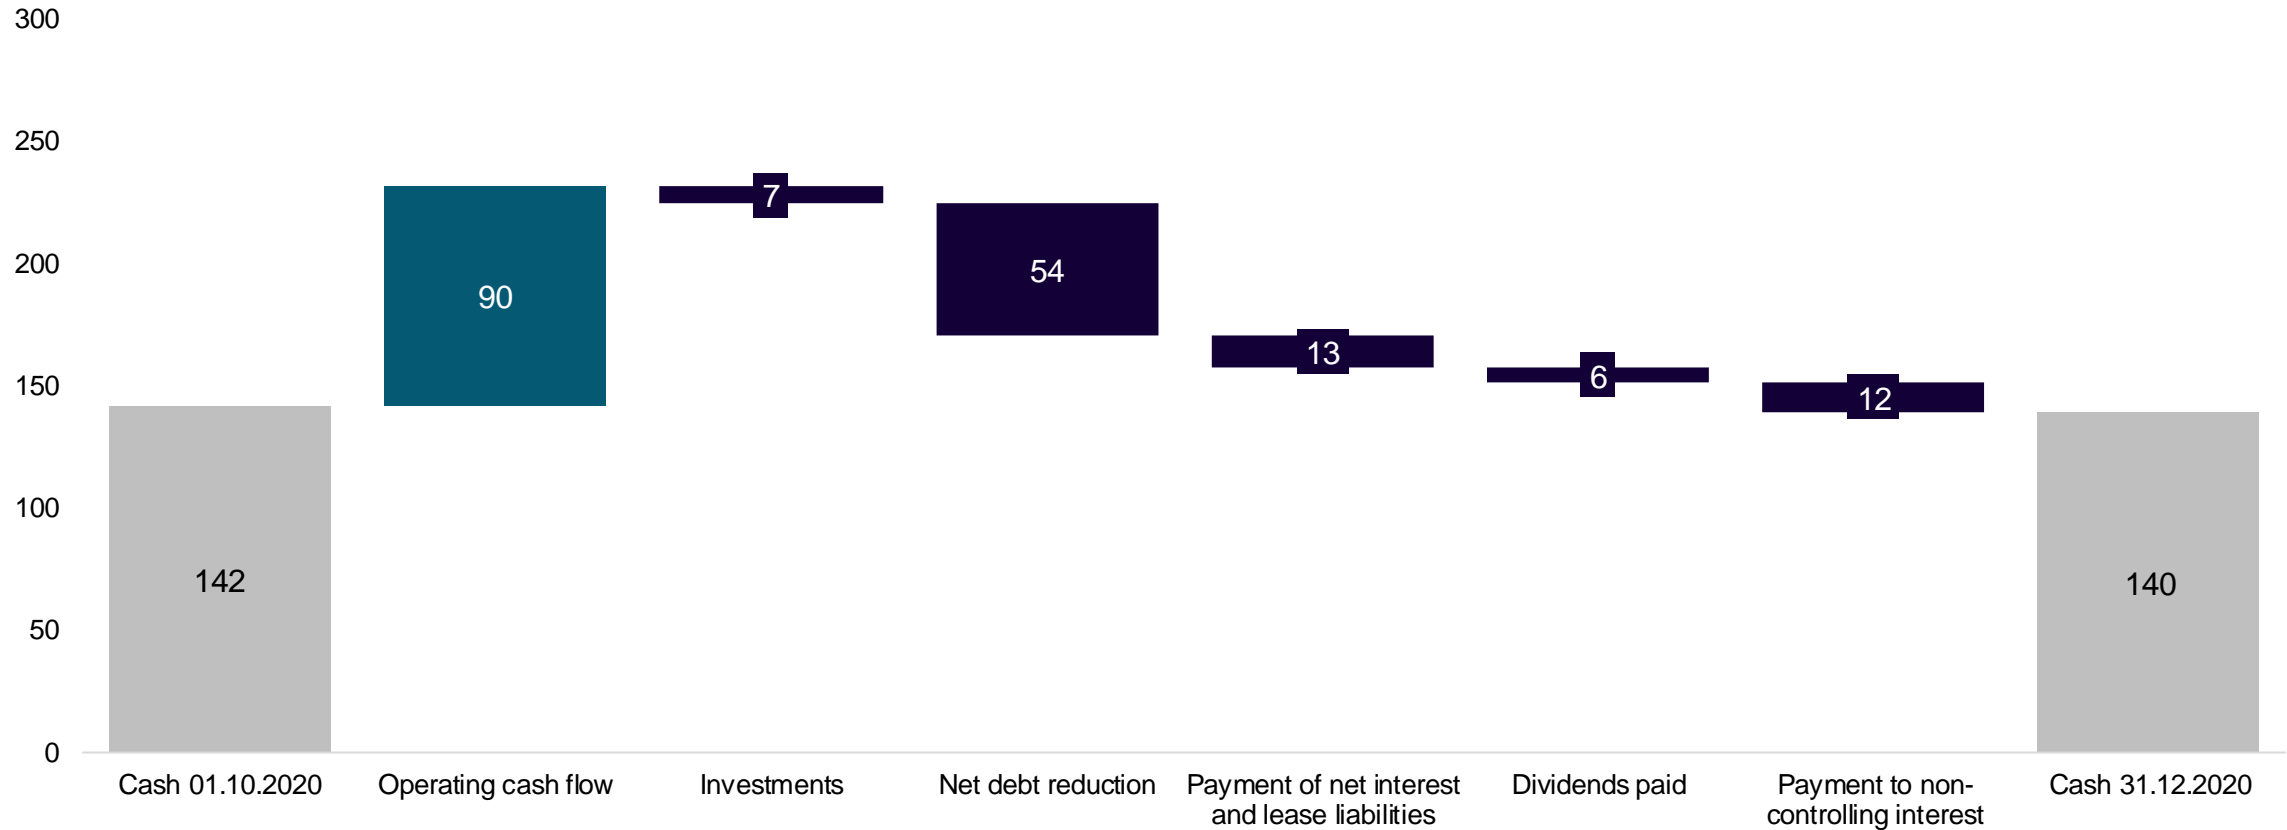 300
250
200
150
100
50
0
142
90
7
54
13
6
12
140
Cash 01.10.2020
Operating cash flow
Investments
Net debt reduction
Payment of net interest
and lease liabilities
Dividends paid
Payment to non-
controlling interest
Cash 31.12.2020